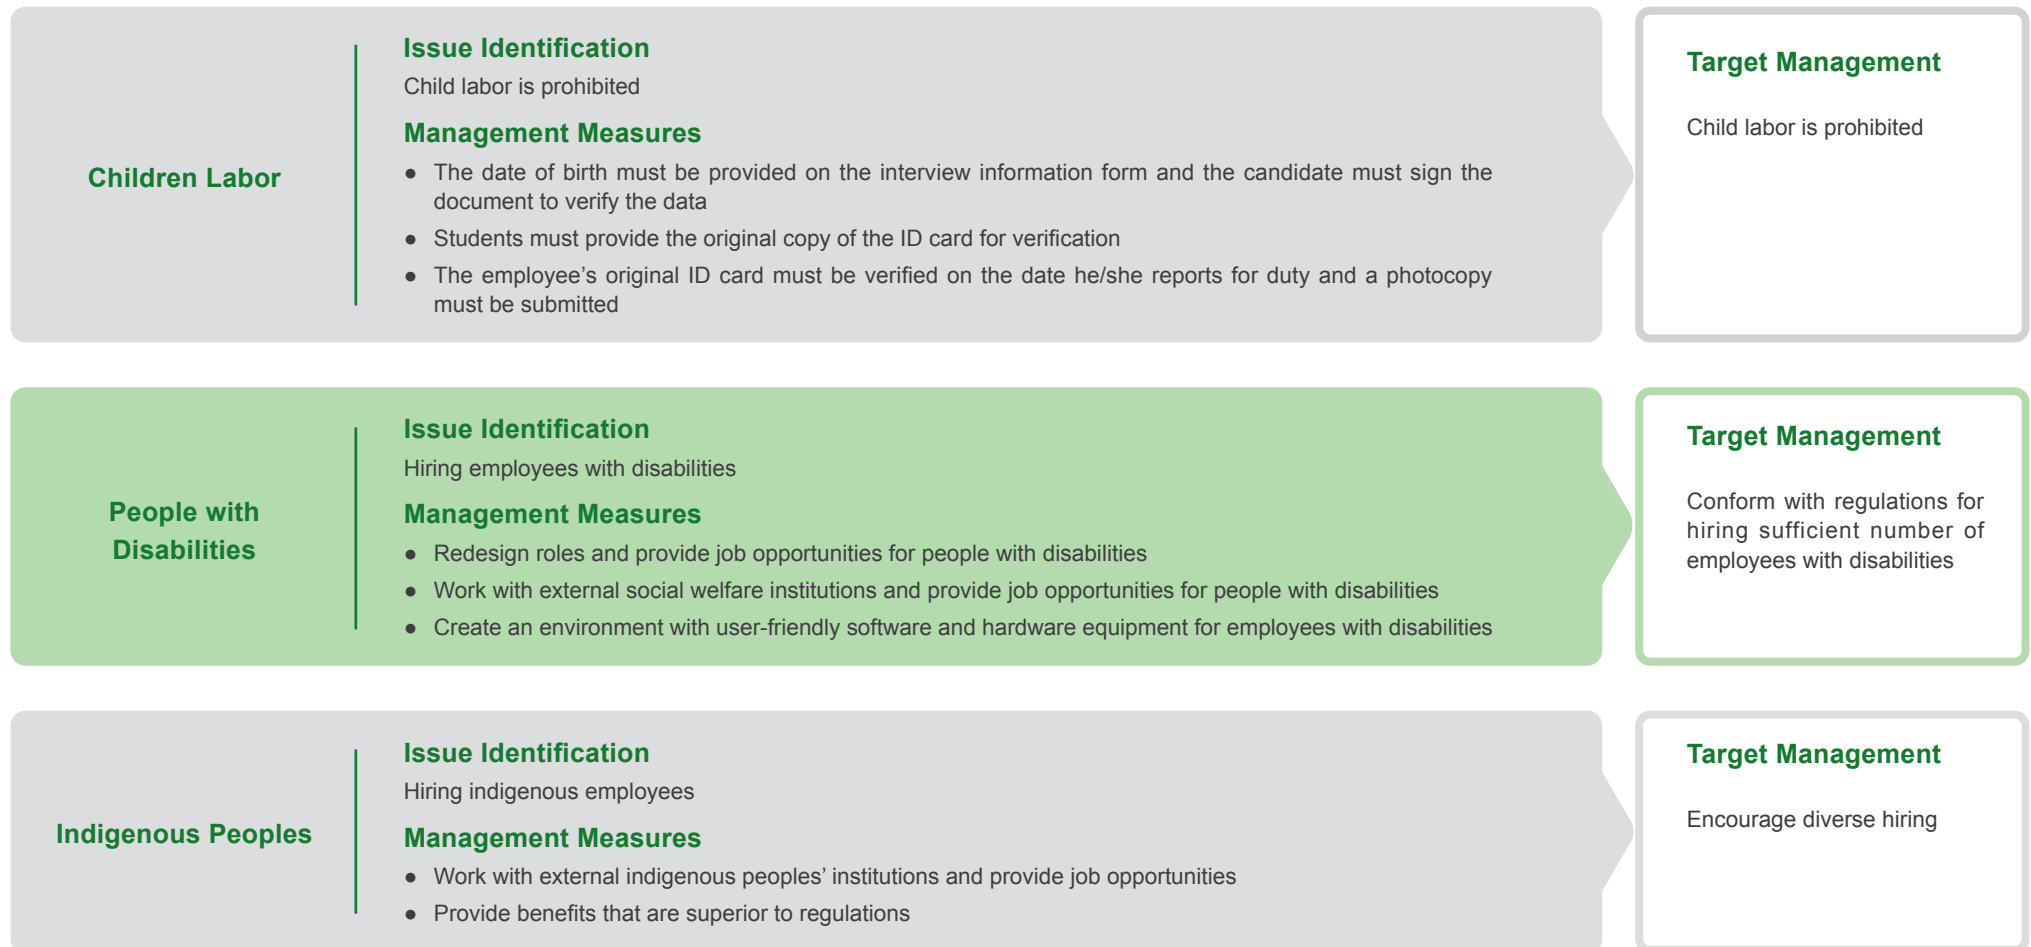 Children Labor
Issue Identification
Child labor is prohibited
Management Measures
● The date of birth must be provided on the interview information form and the candidate must sign the
document to verify the data
● Students must provide the original copy of the ID card for verification
● The employee’s original ID card must be verified on the date he/she reports for duty and a photocopy
must be submitted
Target Management
Child labor is prohibited
People with
Disabilities
Issue Identification
Hiring employees with disabilities
Management Measures
● Redesign roles and provide job opportunities for people with disabilities
● Work with external social welfare institutions and provide job opportunities for people with disabilities
● Create an environment with user-friendly software and hardware equipment for employees with disabilities
Target Management
Conform with regulations for
hiring sufficient number of
employees with disabilities
Indigenous Peoples
Issue Identification
Hiring indigenous employees
Management Measures
● Work with external indigenous peoples’ institutions and provide job opportunities
● Provide benefits that are superior to regulations
Target Management
Encourage diverse hiring